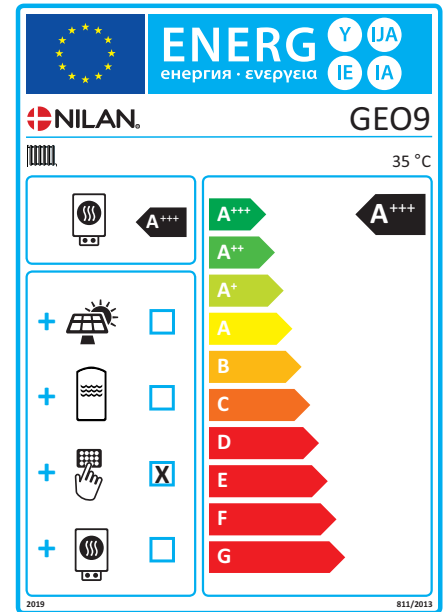 ENERG Y IJA
енергия · ενεργεια IE IA
NILAN. GEO9
35 °C
A+++
A+++ A+++
A++
A+
A
B
C
D
E
F
G
+
+
+ X
+
2019 811/2013